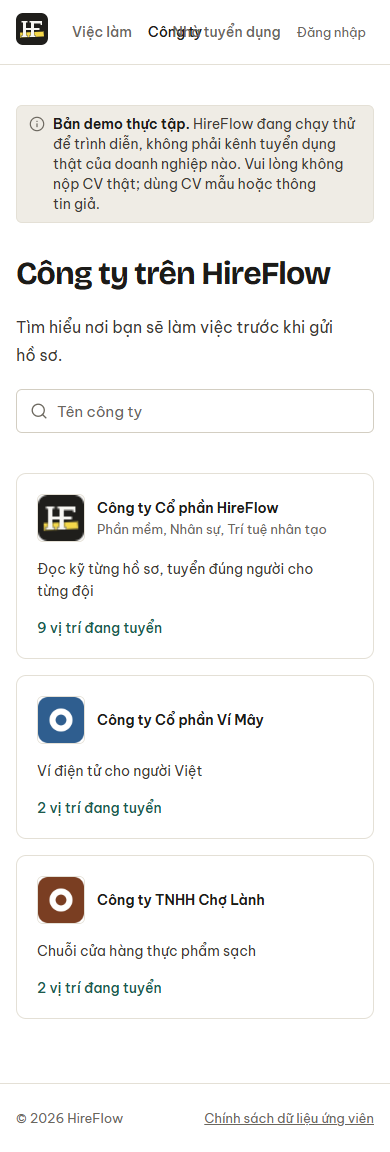 HF
Việc làm Công ty Nhà tuyển dụng Đăng nhập
Bản demo thực tập. HireFlow đang chạy thử
để trình diễn, không phải kênh tuyển dụng
thật của doanh nghiệp nào. Vui lòng không
nộp CV thật; dùng CV mẫu hoặc thông
tin giả.
Công ty trên HireFlow
Tìm hiểu nơi bạn sẽ làm việc trước khi gửi
hồ sơ.
Tên công ty
HF
Công ty Cổ phần HireFlow
Phần mềm, Nhân sự, Trí tuệ nhân tạo
Đọc kỹ từng hồ sơ, tuyển đúng người cho
từng đội
9 vị trí đang tuyển
Công ty Cổ phần Ví Mây
Ví điện tử cho người Việt
2 vị trí đang tuyển
Công ty TNHH Chợ Lành
Chuỗi cửa hàng thực phẩm sạch
2 vị trí đang tuyển
© 2026 HireFlow Chính sách dữ liệu ứng viên